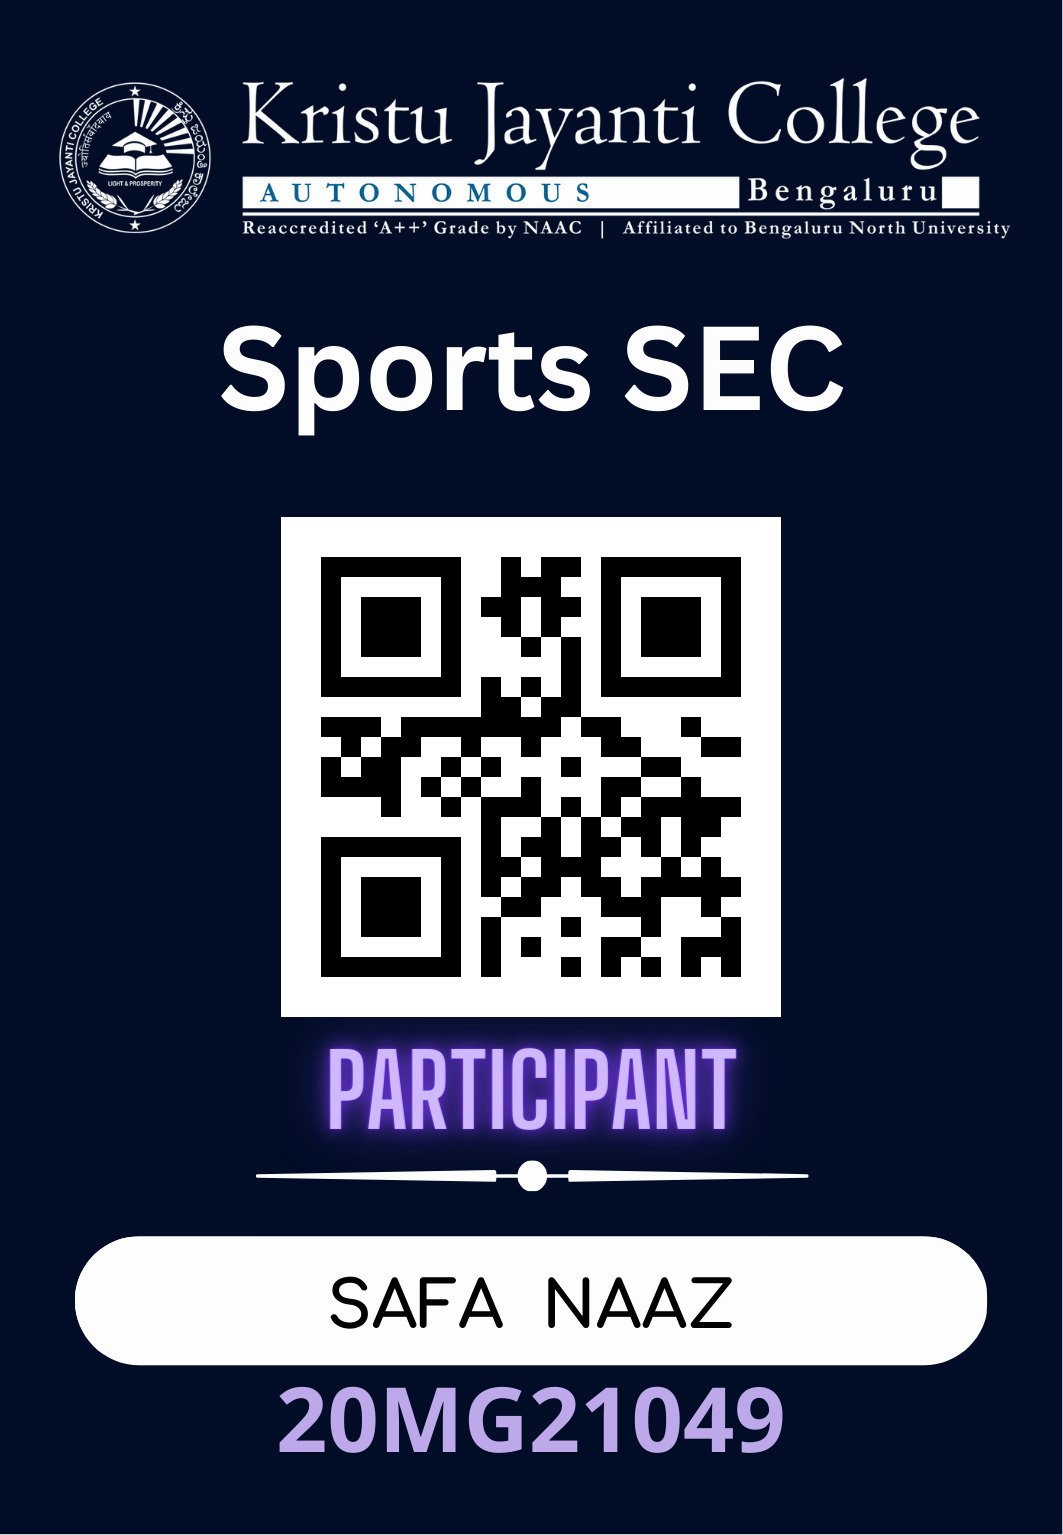 KRISTU JAYANTI COLLEGE
LIGHT & PROSPERITY
Kristu Jayanti College
AUTONOMOUS Bengaluru
Reaccredited ‘A++’ Grade by NAAC | Affiliated to Bengaluru North University
Sports SEC
PARTICIPANT
SAFA NAAZ
20MG21049